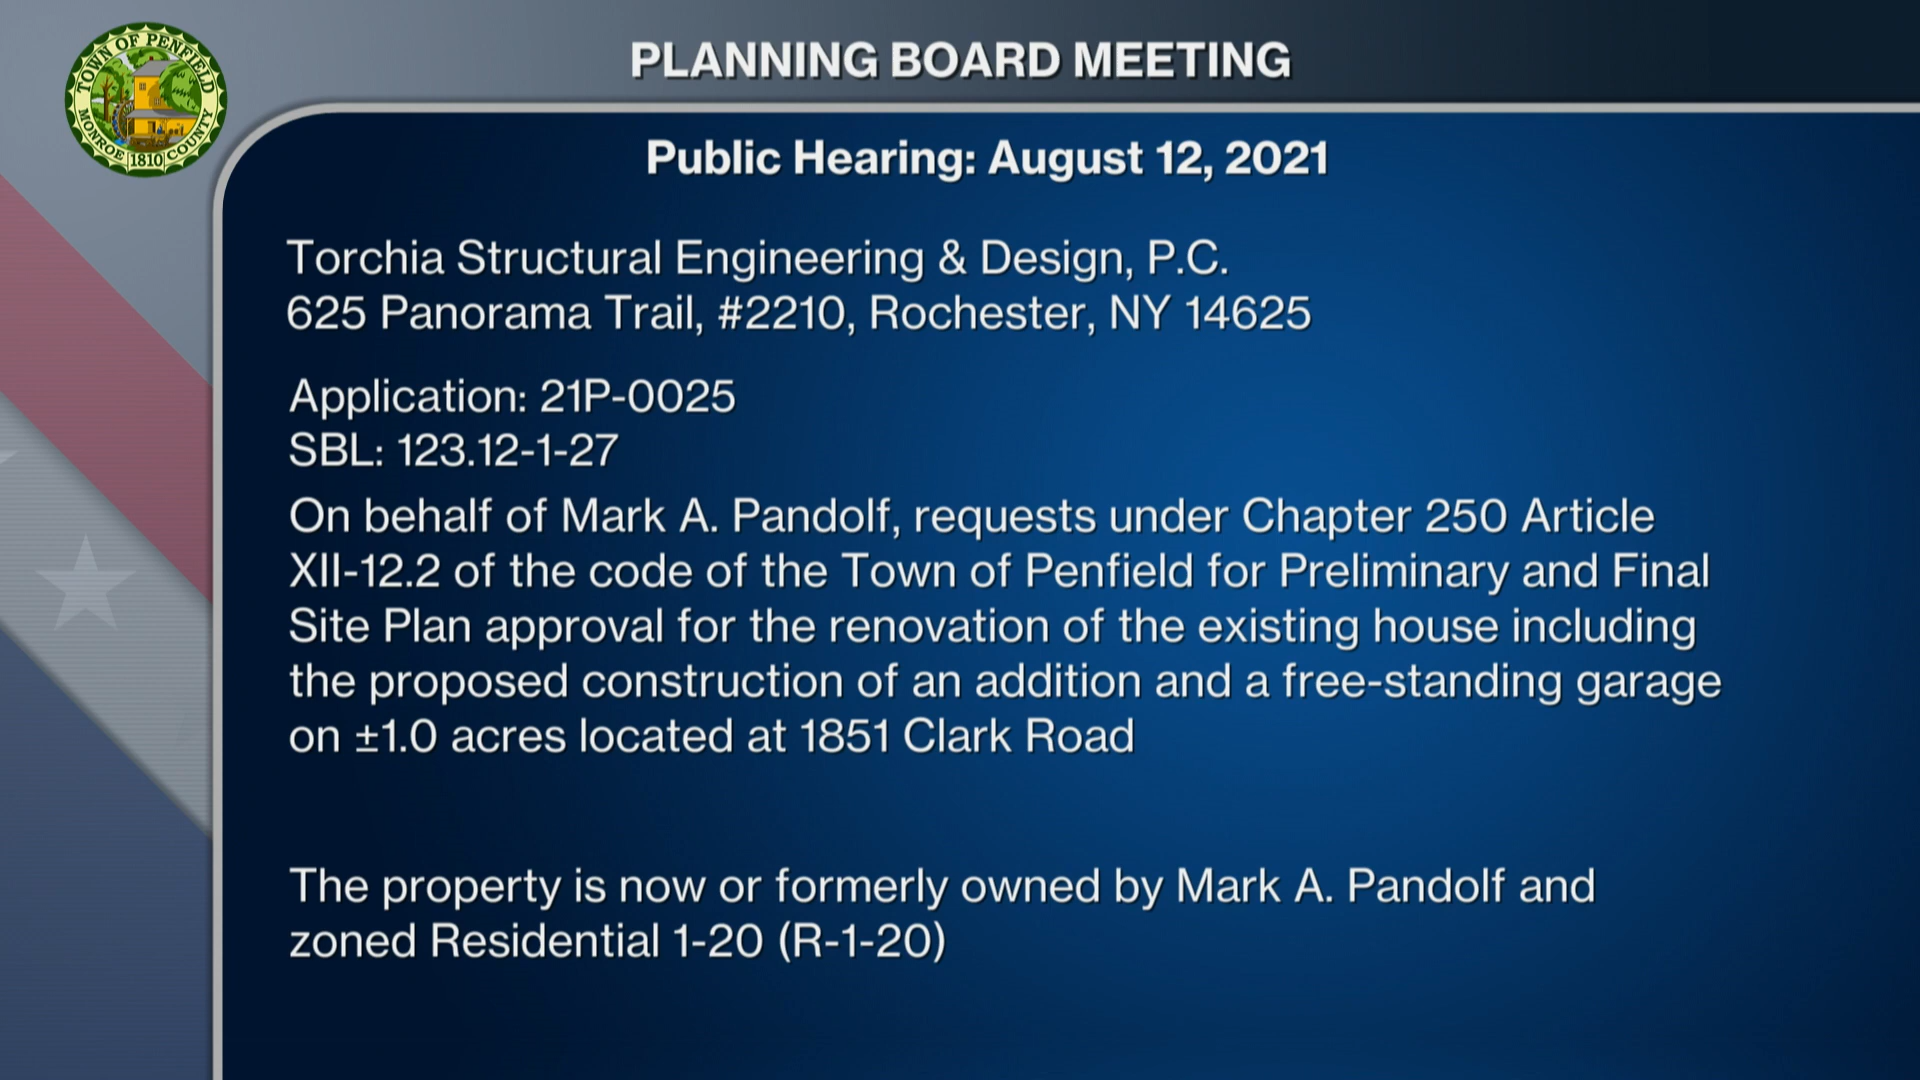 TOWN OF PENFIELD
MONROE 1810 COUNTY
PLANNING BOARD MEETING
Public Hearing: August 12, 2021
Torchia Structural Engineering & Design, P.C.
625 Panorama Trail, #2210, Rochester, NY 14625
Application: 21P-0025
SBL: 123.12-1-27
On behalf of Mark A. Pandolf, requests under Chapter 250 Article
XII-12.2 of the code of the Town of Penfield for Preliminary and Final
Site Plan approval for the renovation of the existing house including
the proposed construction of an addition and a free-standing garage
on ±1.0 acres located at 1851 Clark Road
The property is now or formerly owned by Mark A. Pandolf and
zoned Residential 1-20 (R-1-20)